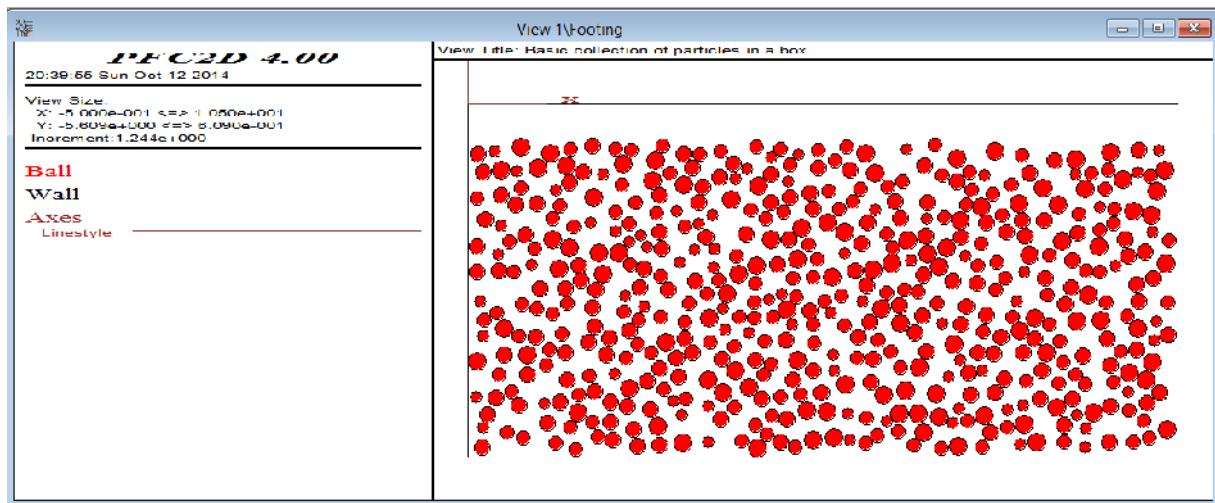 View 1\Footing
PFC2D 4.00
20:39:55 Sun Oct 12 2014
View Size:
X: -5.000e-001 <=> 1.050e+001
Y: -5.609e+000 <=> 6.090e-001
Increment:1.244e+000
Ball
Wall
Axes
Linestyle
View Title: Basic collection of particles in a box
X